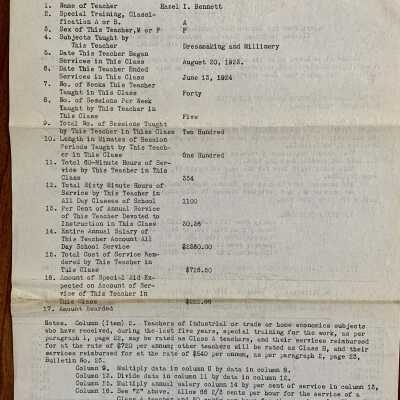 1. Name of Teacher Hazel I. Bennett
2. Special Training, Classi-
fication A or B. A
3. Sex of This Teacher, M or F F
4. Subjects Taught by
This Teacher Dressmaking and Millinery
5. Date This Teacher Began
Services in This Class August 20, 1923.
6. Date This Teacher Ended
Services in This Class June 13, 1924
7. No. of Weeks This Teacher
Taught in This Class Forty
8. No. of Sessions Per Week
Taught by This Teacher in
This Class Five
9. Total No. of Sessions Taught
by This Teacher in This Class Two Hundred
10. Length in Minutes of Session
Periods Taught by This Teach-
er in This Class One Hundred
11. Total 60-Minute Hours of Ser-
vice by This Teacher in This
Class 334
12. Total Sixty Minute Hours of
Service by This Teacher in
All Day Classes of School 1100
13. Per Cent of Annual Service
of This Teacher Devoted to
Instruction in This Class 30.36
14. Entire Annual Salary of
This Teacher Account All
Day School Service
15. Total Cost of Service Ren-
dered by This Teacher in
This Class
16. Amount of Special Aid Ex-
pected on Account of Ser-
vice of This Teacher in
This Class
17. Amount Awarded
Notes. Column (Item) 2. Teachers of Industrial or trade or home economics subjects
who have received, during the last five years, special training for the work, as per
paragraph 1, page 22, may be rated as Class A teachers, and their services reimbursed
for at the rate of $720 per annum; other teachers will be rated as Class B, and their
services reimbursed for at the rate of $540 per annum, as per paragraph 2, page 23,
Bulletin No. 23.
Column 9. Multiply data in column 8 by data in column 8.
Column 13. Divide data in column 11 by data in column 12.
Column 15. Multiply annual salary column 14 by per cent of service in column 13,
Column 16. See "2" above. Allow 66 2/3 cents per hour for the service of a
Class A teacher and 50